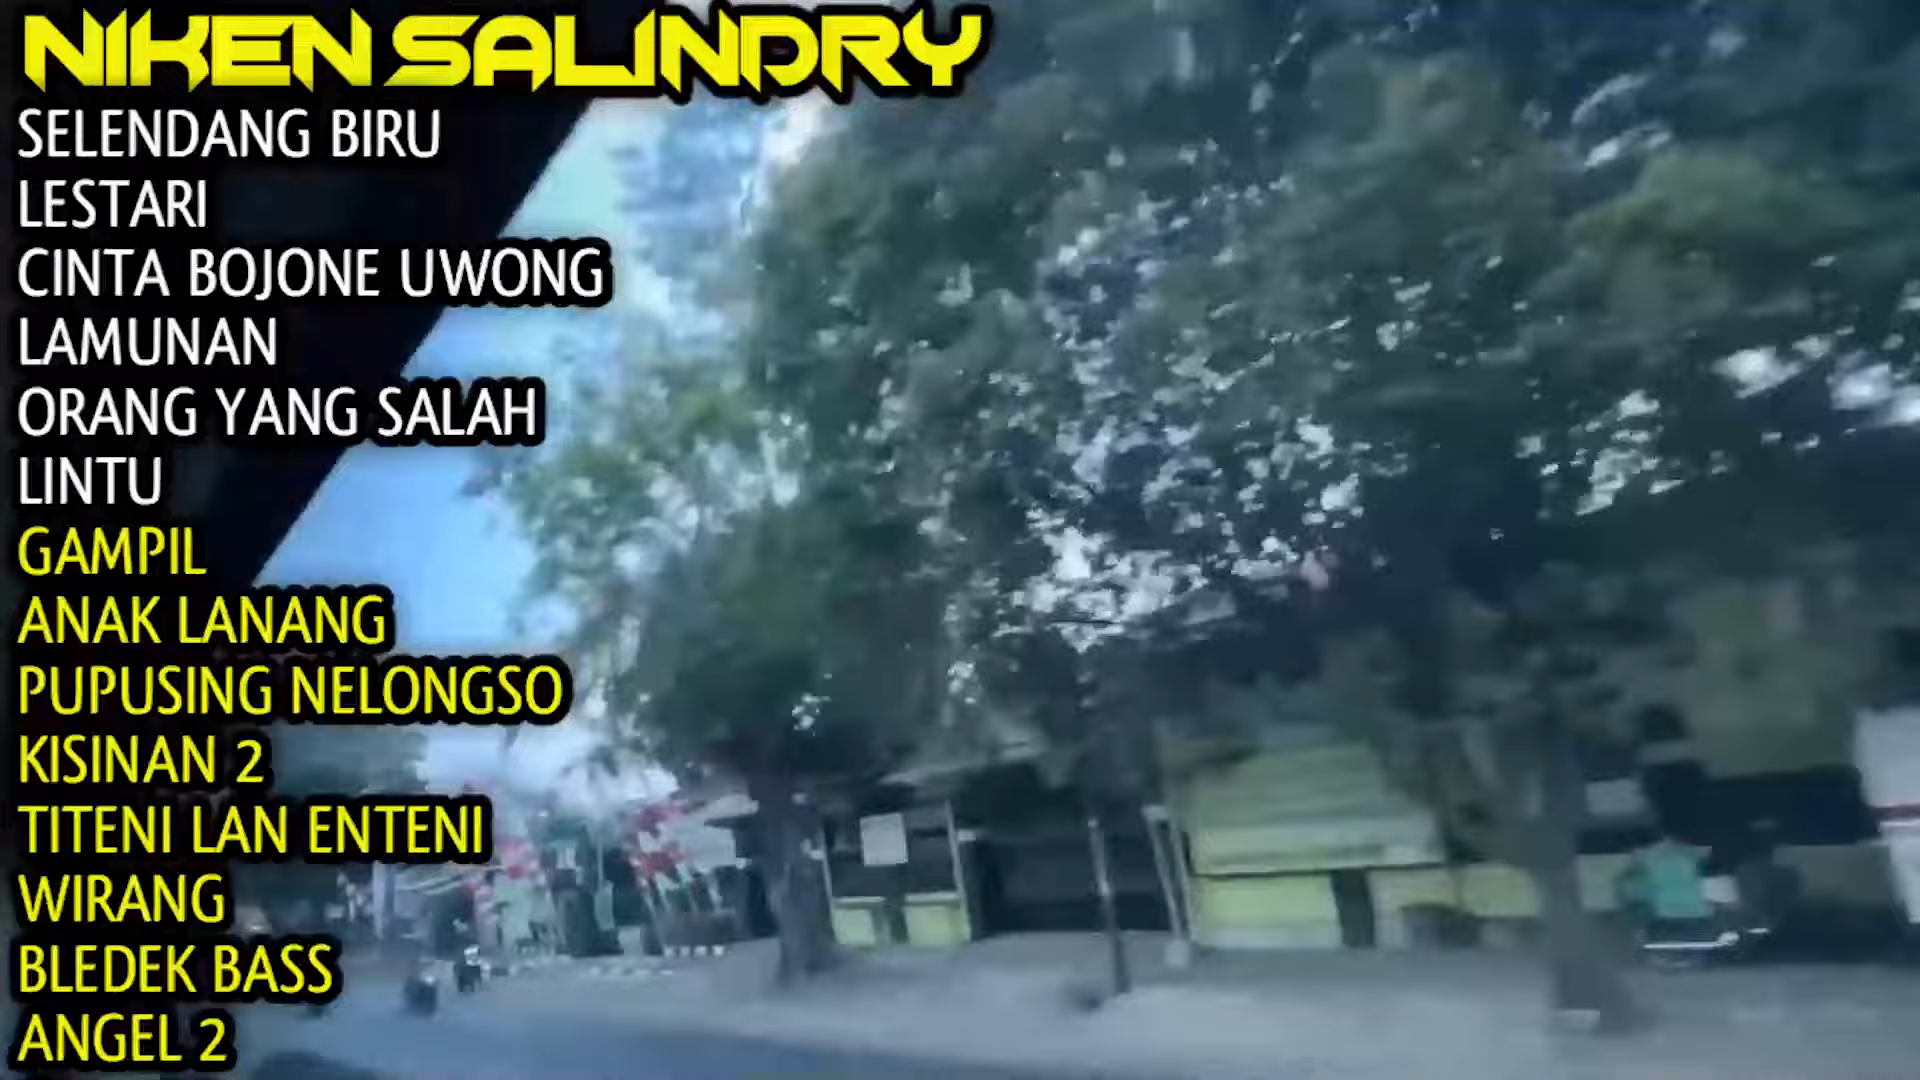 NIKEN SALINDRY
SELENDANG BIRU
LESTARI
CINTA BOJONE UWONG
LAMUNAN
ORANG YANG SALAH
LINTU
GAMPIL
ANAK LANANG
PUPUSING NELONGSO
KISINAN 2
TITENI LAN ENTENI
WIRANG
BLEDEK BASS
ANGEL 2